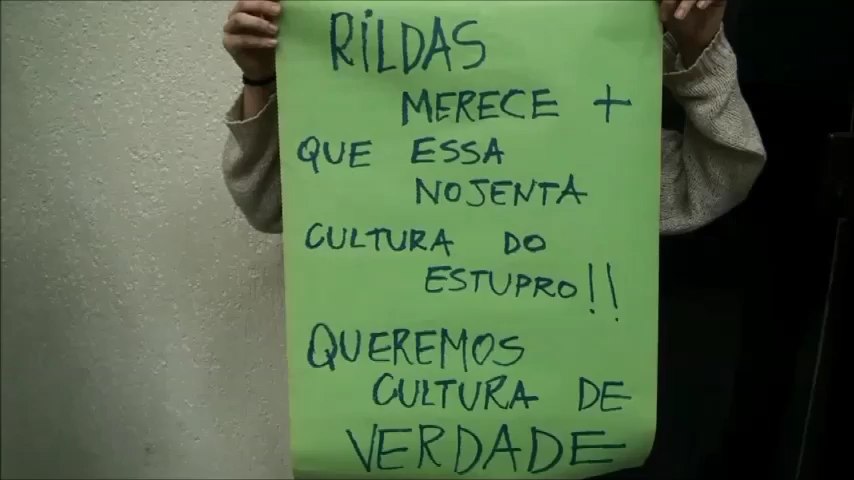 RILDAS
MERECE +
QUE ESSA
NOJENTA
CULTURA DO
ESTUPRO!!
QUEREMOS
CULTURA DE
VERDADE